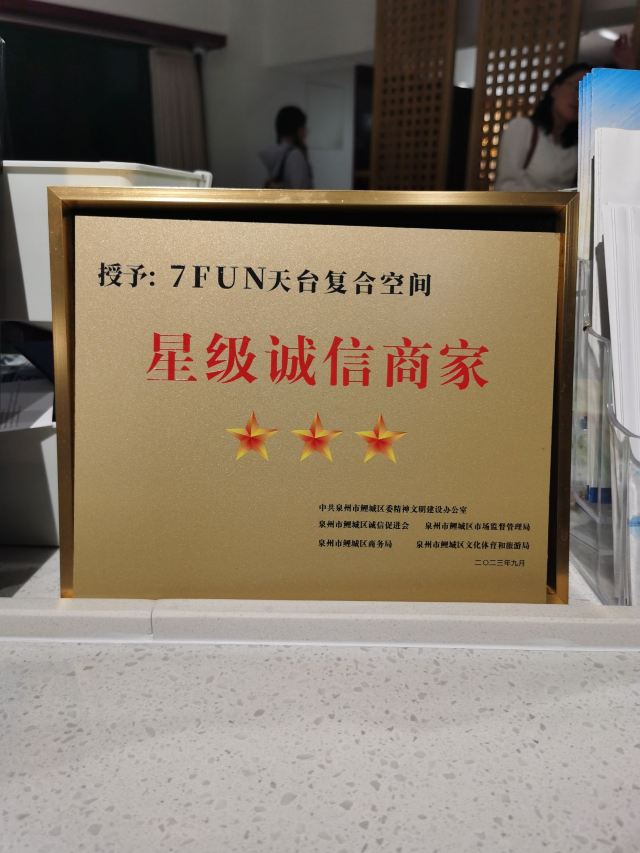 授予: 7FUN天台复合空间
星级诚信商家
中共泉州市鲤城区委精神文明建设办公室
泉州市鲤城区诚信促进会 泉州市鲤城区市场监督管理局
泉州市鲤城区商务局 泉州市鲤城区文化体育和旅游局
二〇二三年九月